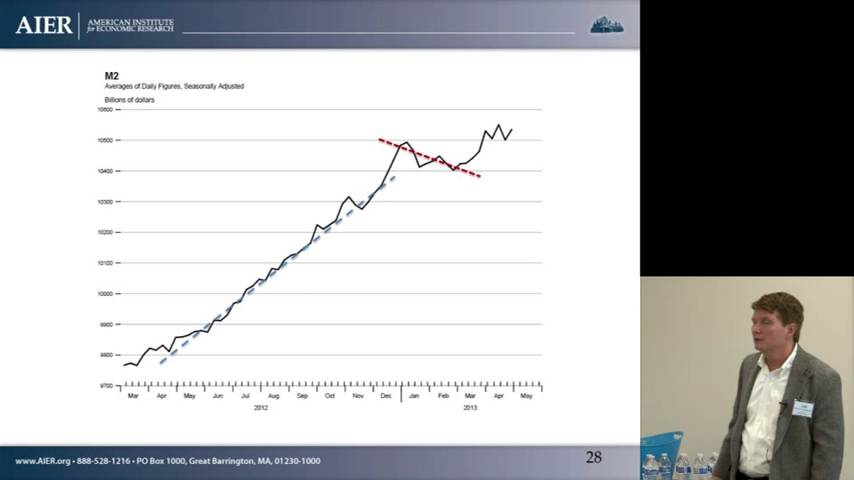 AIER
AMERICAN INSTITUTE
for ECONOMIC RESEARCH
M2
Averages of Daily Figures, Seasonally Adjusted
Billions of dollars
10600
10500
10400
10300
10200
10100
10000
9900
9800
9700
Mar Apr May Jun Jul Aug Sep Oct Nov Dec Jan Feb Mar Apr May
2012 2013
www.AIER.org • 888-528-1216 • PO Box 1000, Great Barrington, MA, 01230-1000
28